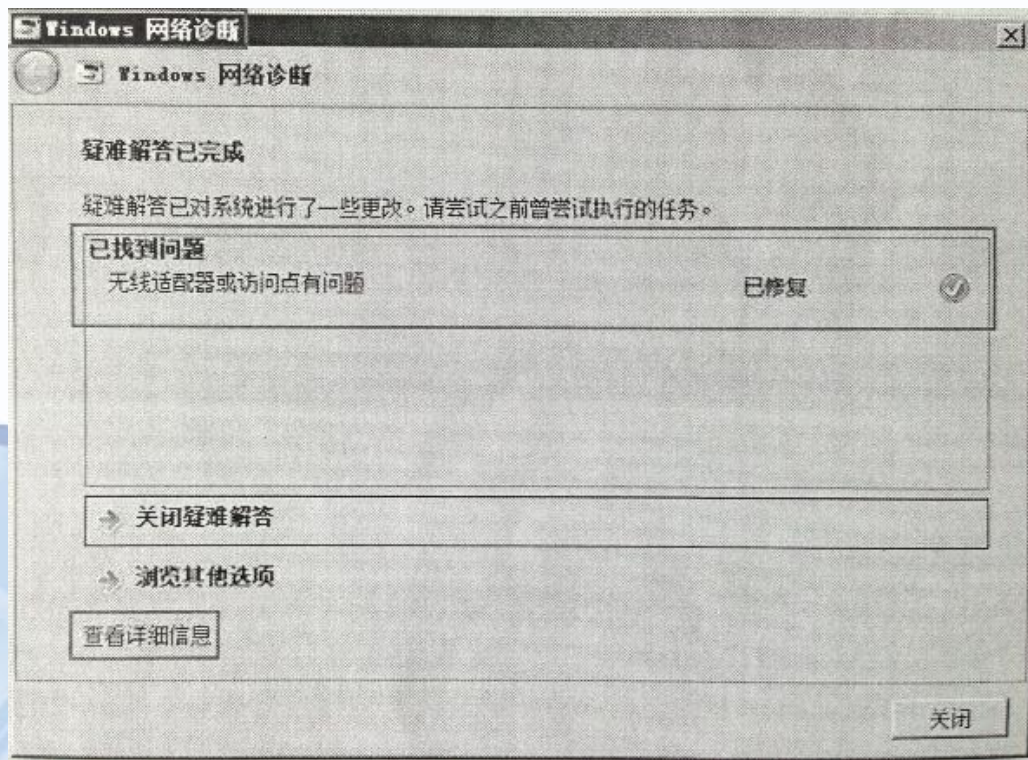 Windows 网络诊断
Windows 网络诊断
疑难解答已完成
疑难解答已对系统进行了一些更改。请尝试之前曾尝试执行的任务。
已找到问题
无线适配器或访问点有问题 已修复
关闭疑难解答
浏览其他选项
查看详细信息
关闭